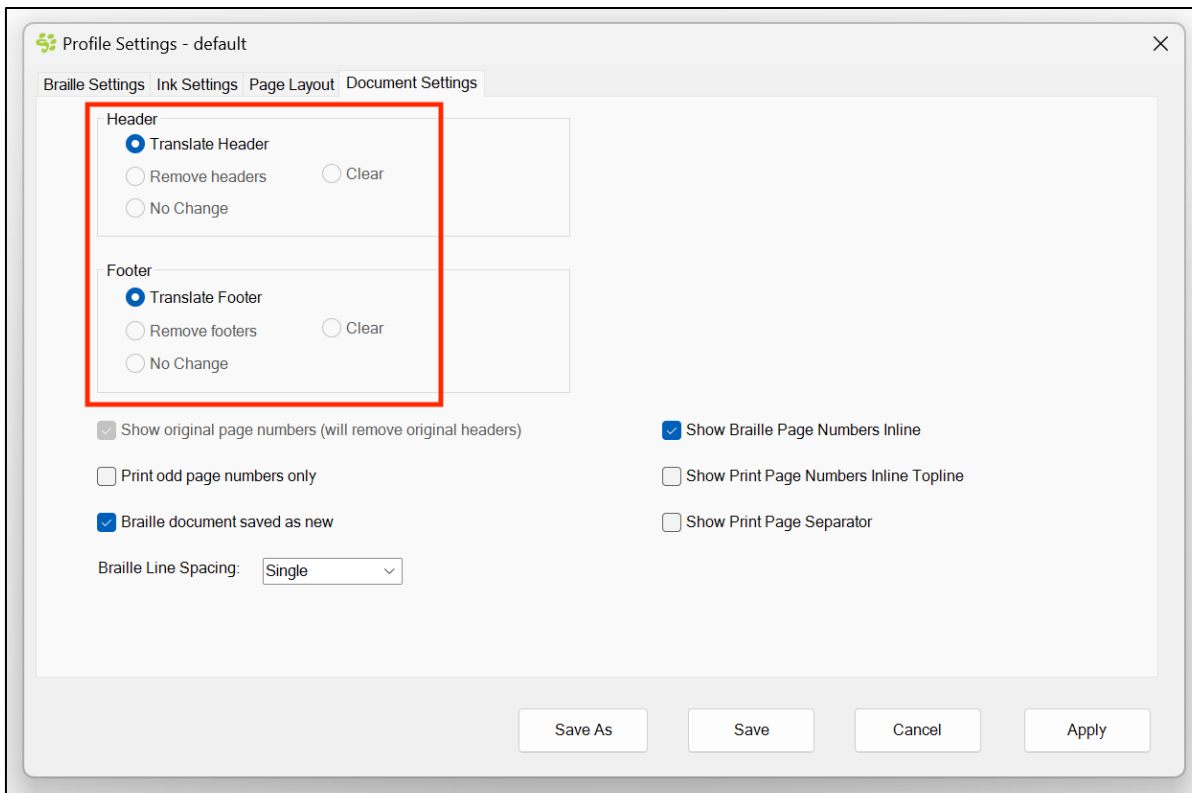 Profile Settings - default
Braille Settings Ink Settings Page Layout Document Settings
Header
Translate Header
Remove headers Clear
No Change
Footer
Translate Footer
Remove footers Clear
No Change
Show original page numbers (will remove original headers) Show Braille Page Numbers Inline
Print odd page numbers only Show Print Page Numbers Inline Topline
Braille document saved as new Show Print Page Separator
Braille Line Spacing: Single
Save As Save Cancel Apply